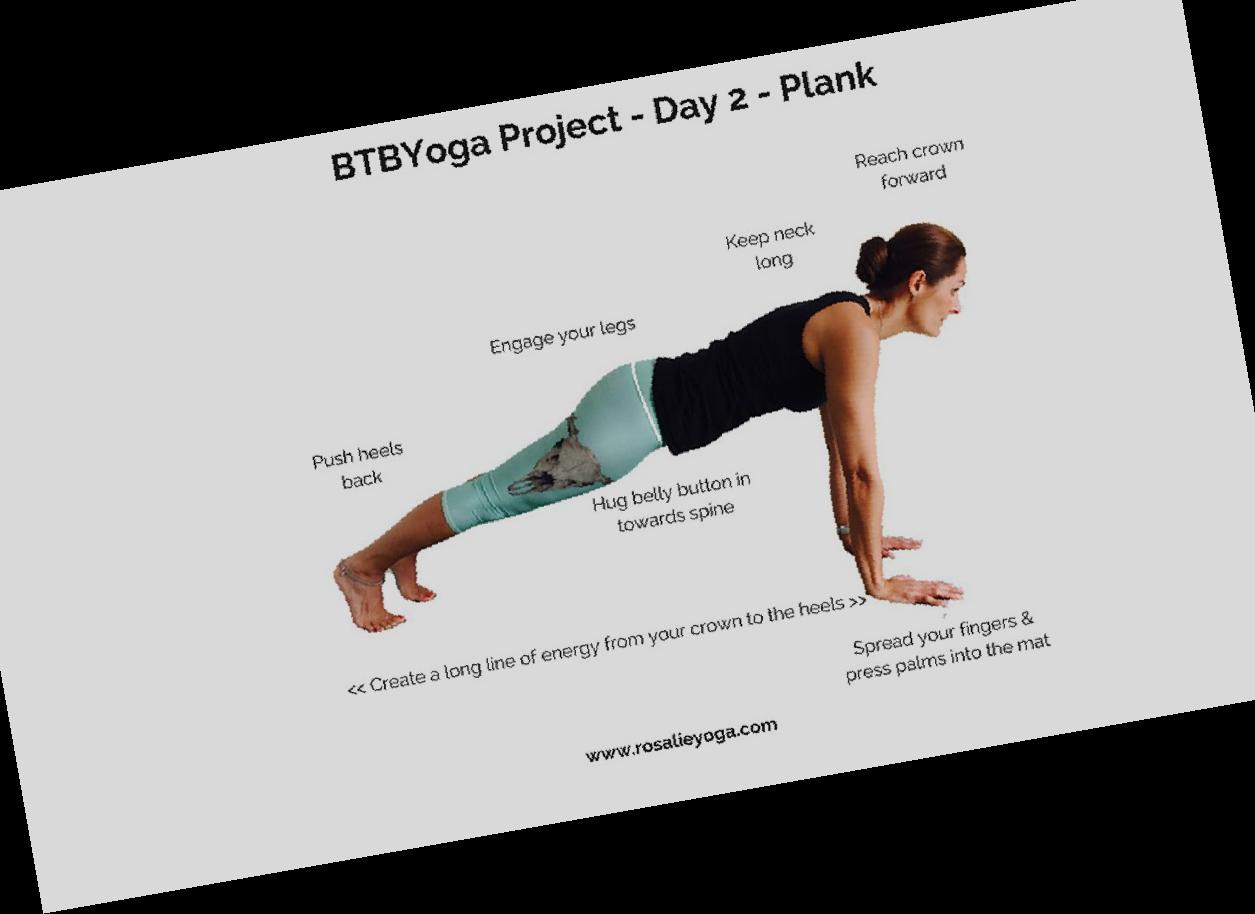 BTBYoga Project - Day 2 - Plank
Reach crown
forward
Keep neck
long
Engage your legs
Push heels
back
Hug belly button in
towards spine
<< Create a long line of energy from your crown to the heels >>
Spread your fingers &
press palms into the mat
www.rosalieyoga.com